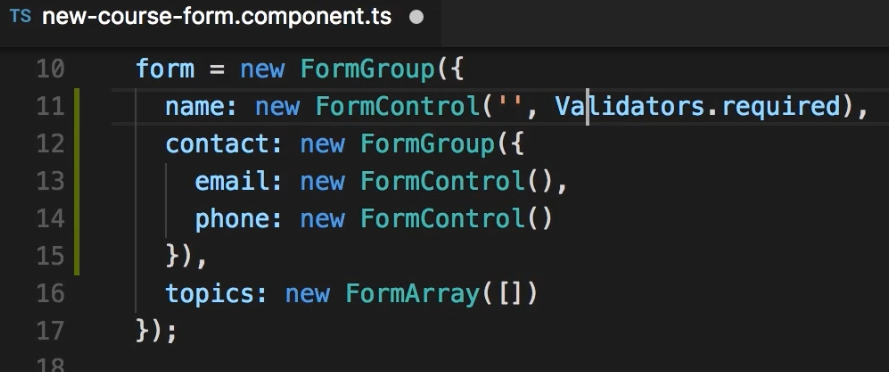 TS new-course-form.component.ts
10 form = new FormGroup({
11 name: new FormControl('', Validators.required),
12 contact: new FormGroup({
13 email: new FormControl(),
14 phone: new FormControl()
15 }),
16 topics: new FormArray([])
17 });
18